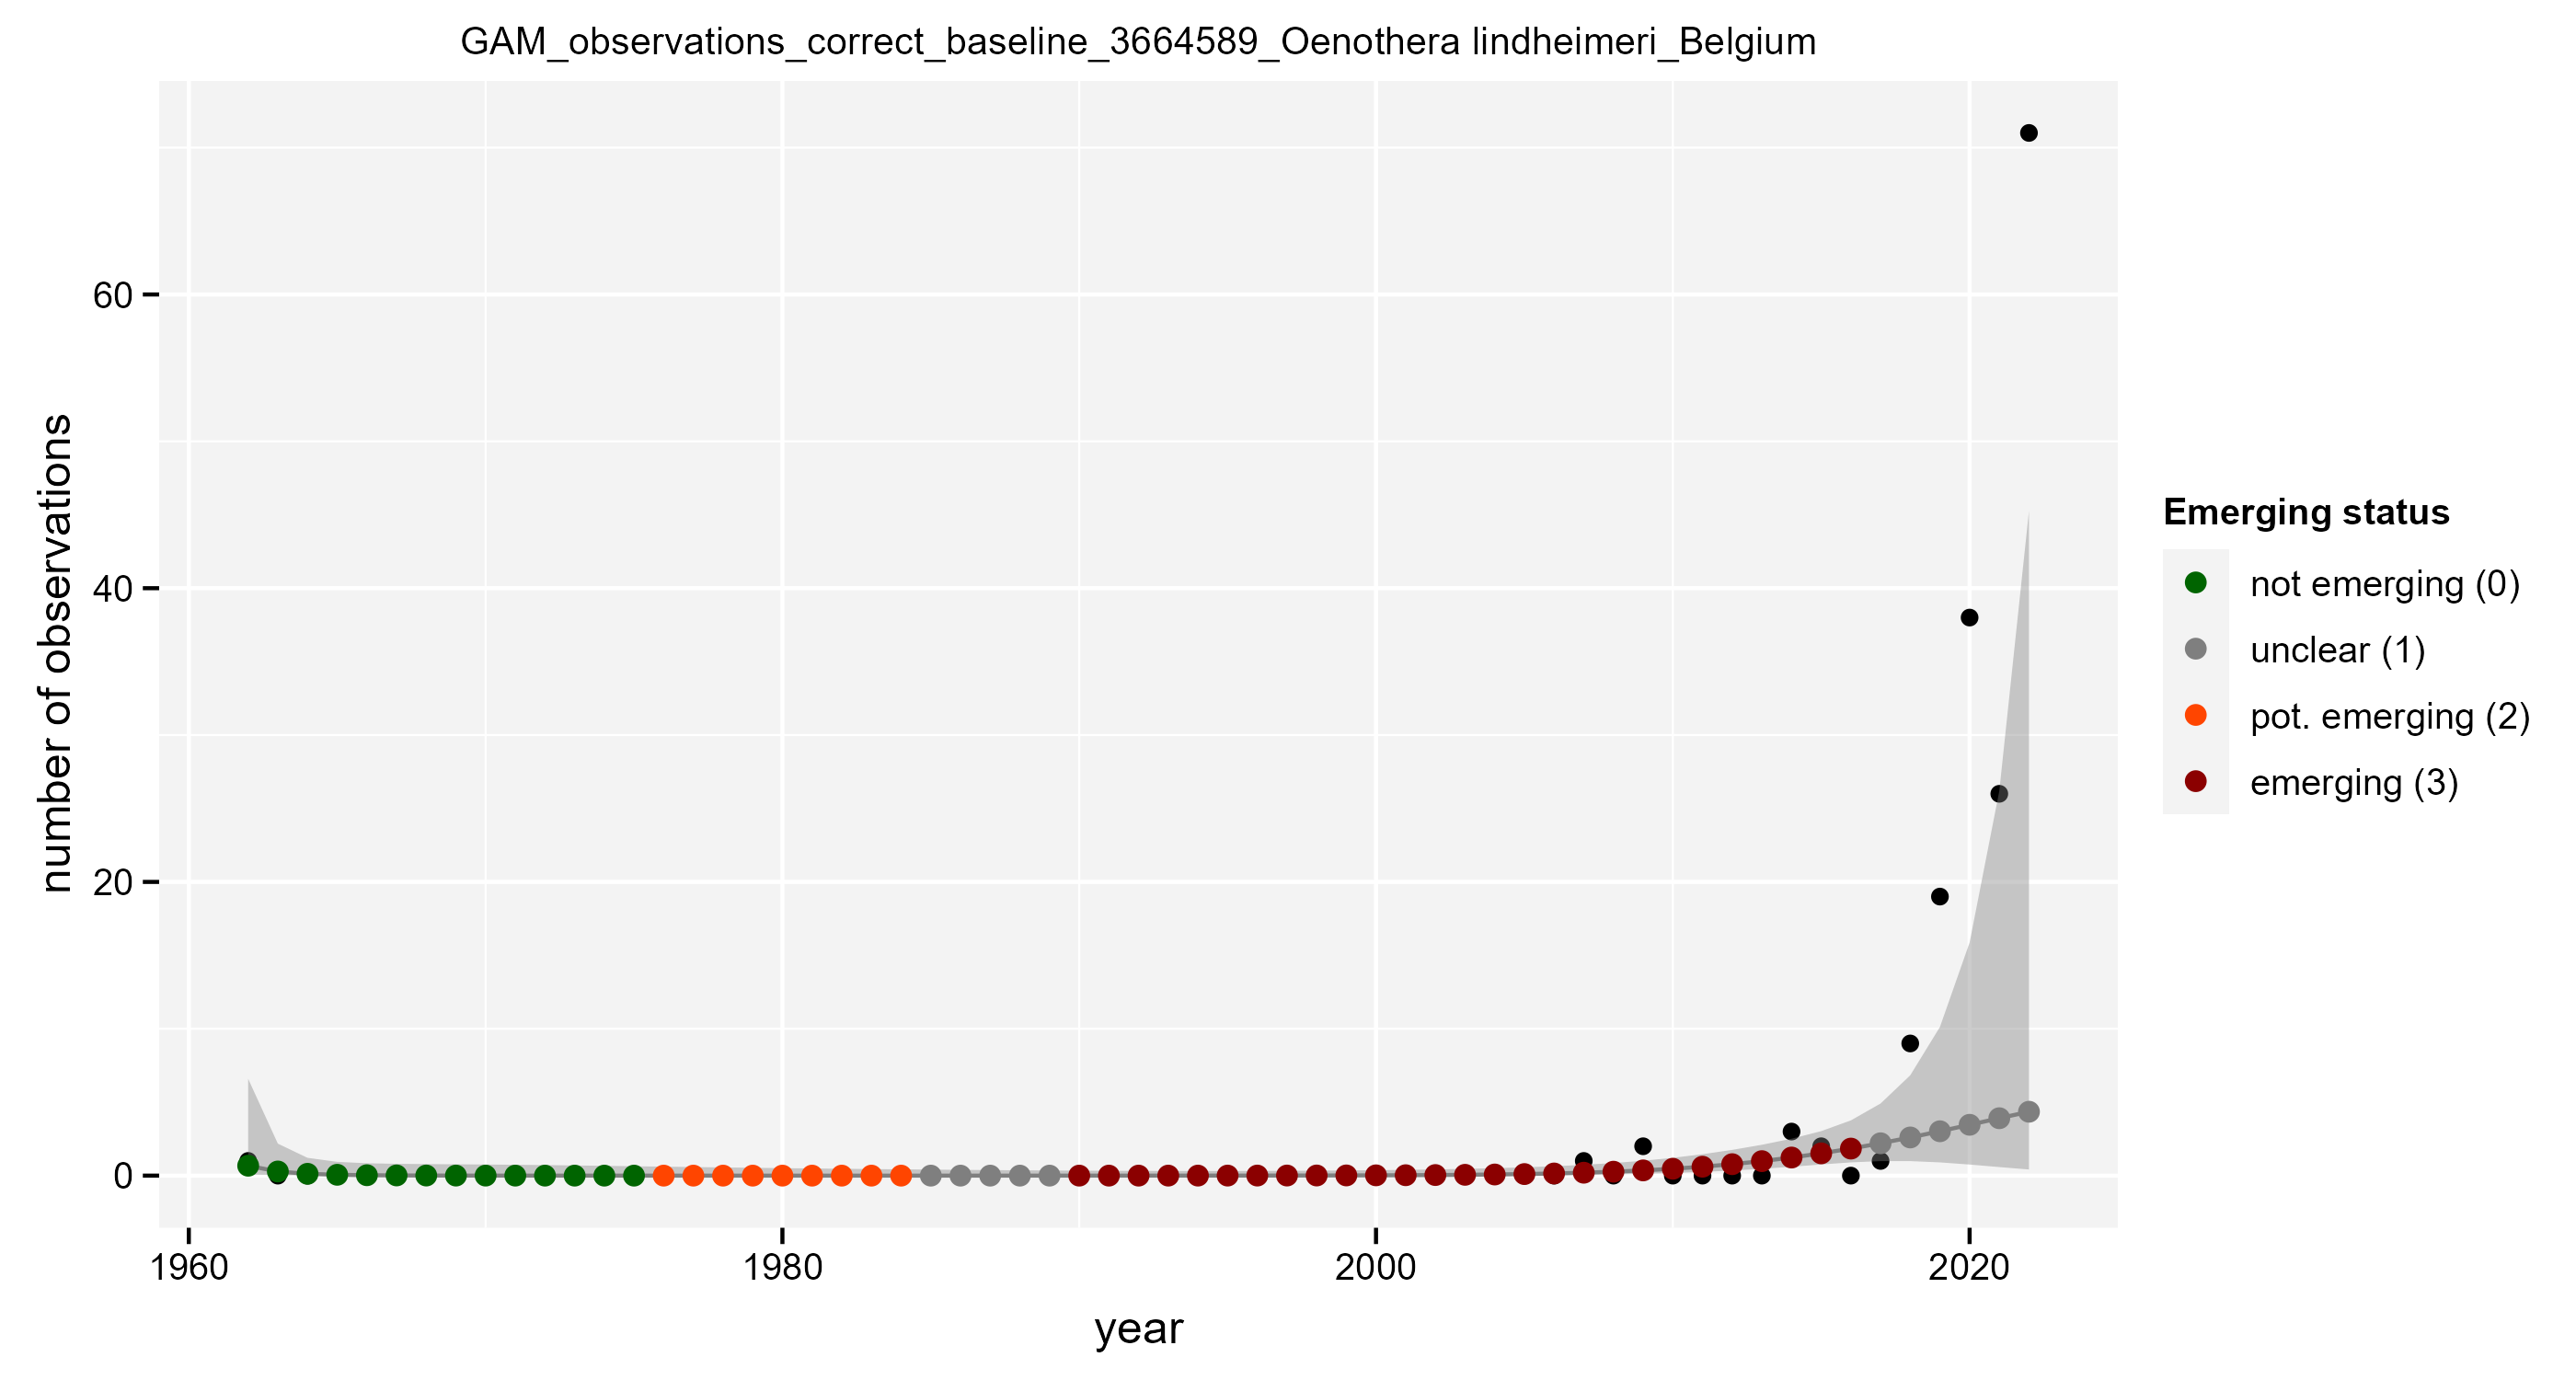 GAM_observations_correct_baseline_3664589_Oenothera lindheimeri_Belgium
number of observations
60
40
20
0
1960
1980
2000
2020
year
Emerging status
not emerging (0)
unclear (1)
pot. emerging (2)
emerging (3)